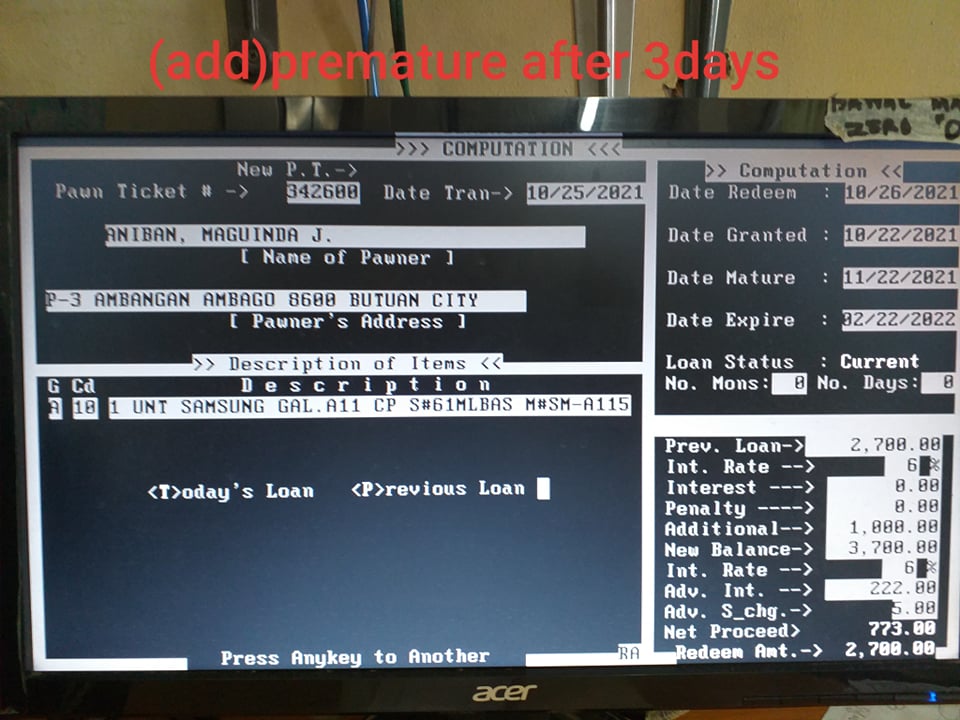 (add)premature after 3days
ZERO "O
>>> COMPUTATION <<<
New P.T.->
Pawn Ticket # -> 342600 Date Tran-> 10/25/2021
ANIBAN, MAGUINDA J.
[ Name of Pawner ]
P-3 AMBANGAN AMBAGO 8600 BUTUAN CITY
[ Pawner's Address ]
>> Description of Items <<
G Cd D e s c r i p t i o n
A 10 1 UNT SAMSUNG GAL.A11 CP S#61MLBAS M#SM-A115
<T>oday's Loan <P>revious Loan
Press Anykey to Another
RA
>> Computation <<
Date Redeem : 10/26/2021
Date Granted : 10/22/2021
Date Mature : 11/22/2021
Date Expire : 02/22/2022
Loan Status : Current
No. Mons: 0 No. Days: 0
Prev. Loan-> 2,700.00
Int. Rate --> 6 %
Interest ---> 0.00
Penalty ----> 0.00
Additional--> 1,000.00
New Balance-> 3,700.00
Int. Rate --> 6 %
Adv. Int. --> 222.00
Adv. S_chg.-> 5.00
Net Proceed> 773.00
Redeem Amt.-> 2,700.00
acer